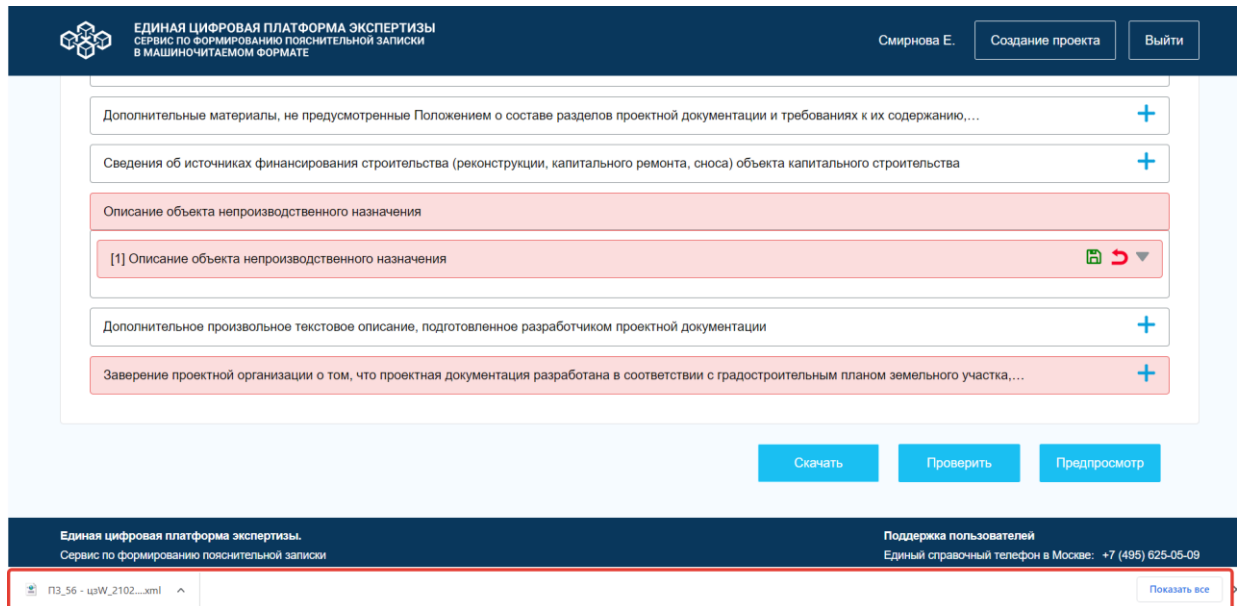 ЕДИНАЯ ЦИФРОВАЯ ПЛАТФОРМА ЭКСПЕРТИЗЫ
СЕРВИС ПО ФОРМИРОВАНИЮ ПОЯСНИТЕЛЬНОЙ ЗАПИСКИ
В МАШИНОЧИТАЕМОМ ФОРМАТЕ
Смирнова Е.
Создание проекта
Выйти
Дополнительные материалы, не предусмотренные Положением о составе разделов проектной документации и требованиях к их содержанию,…
Сведения об источниках финансирования строительства (реконструкции, капитального ремонта, сноса) объекта капитального строительства
Описание объекта непроизводственного назначения
[1] Описание объекта непроизводственного назначения
Дополнительное произвольное текстовое описание, подготовленное разработчиком проектной документации
Заверение проектной организации о том, что проектная документация разработана в соответствии с градостроительным планом земельного участка,…
Скачать
Проверить
Предпросмотр
Единая цифровая платформа экспертизы.
Сервис по формированию пояснительной записки
Поддержка пользователей
Единый справочный телефон в Москве: +7 (495) 625-05-09
ПЗ_56 - цзW_2102....xml
Показать все